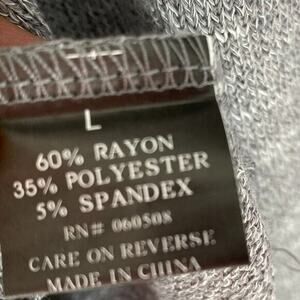 L
60% RAYON
35% POLYESTER
5% SPANDEX
RN# 060508
CARE ON REVERSE
MADE IN CHINA